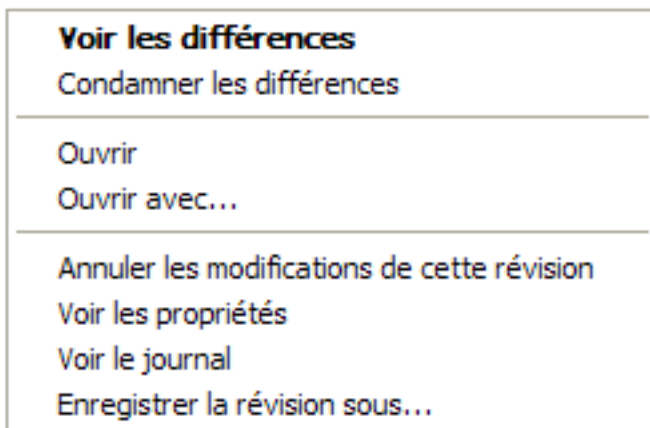 Voir les différences
Condamner les différences
Ouvrir
Ouvrir avec...
Annuler les modifications de cette révision
Voir les propriétés
Voir le journal
Enregistrer la révision sous...